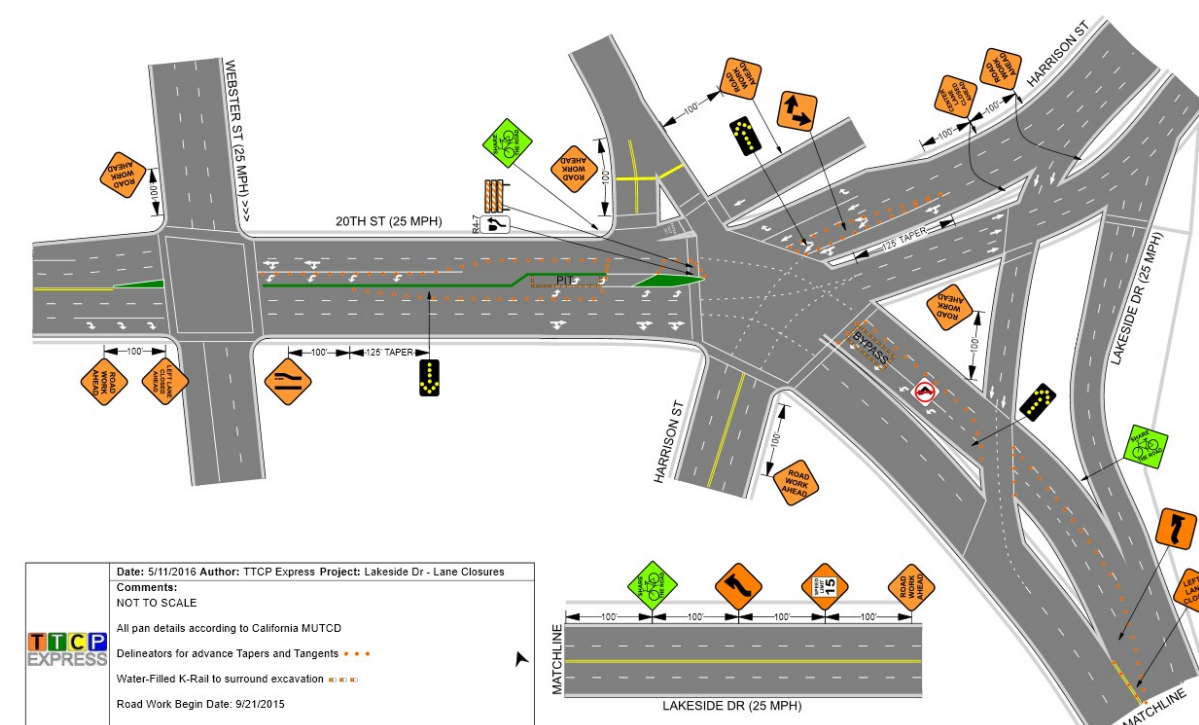 WEBSTER ST (25 MPH) >>>
HARRISON ST
ROAD
WORK
AHEAD
CENTER
LANE
CLOSED
AHEAD
100'
100'
ROAD
WORK
AHEAD
100'
SHARE
THE ROAD
ROAD
WORK
AHEAD
100'
ROAD
WORK
AHEAD
100'
R4-7
20TH ST (25 MPH)
125' TAPER
LAKESIDE DR (25 MPH)
PIT
ROAD
WORK
AHEAD
100'
BYPASS
100'
100'
125' TAPER
ROAD
WORK
AHEAD
LEFT LANE
CLOSED
AHEAD
HARRISON ST
100'
ROAD
WORK
AHEAD
SHARE
THE ROAD
LEFT
LAN
CLOS
MATCHLINE
Date: 5/11/2016 Author: TTCP Express Project: Lakeside Dr - Lane Closures
Comments:
NOT TO SCALE
All pan details according to California MUTCD
Delineators for advance Tapers and Tangents
Water-Filled K-Rail to surround excavation
Road Work Begin Date: 9/21/2015
TTCP
EXPRESS
SHARE
THE ROAD
SPEED
LIMIT
15
ROAD
WORK
AHEAD
100'
100'
100'
100'
MATCHLINE
LAKESIDE DR (25 MPH)